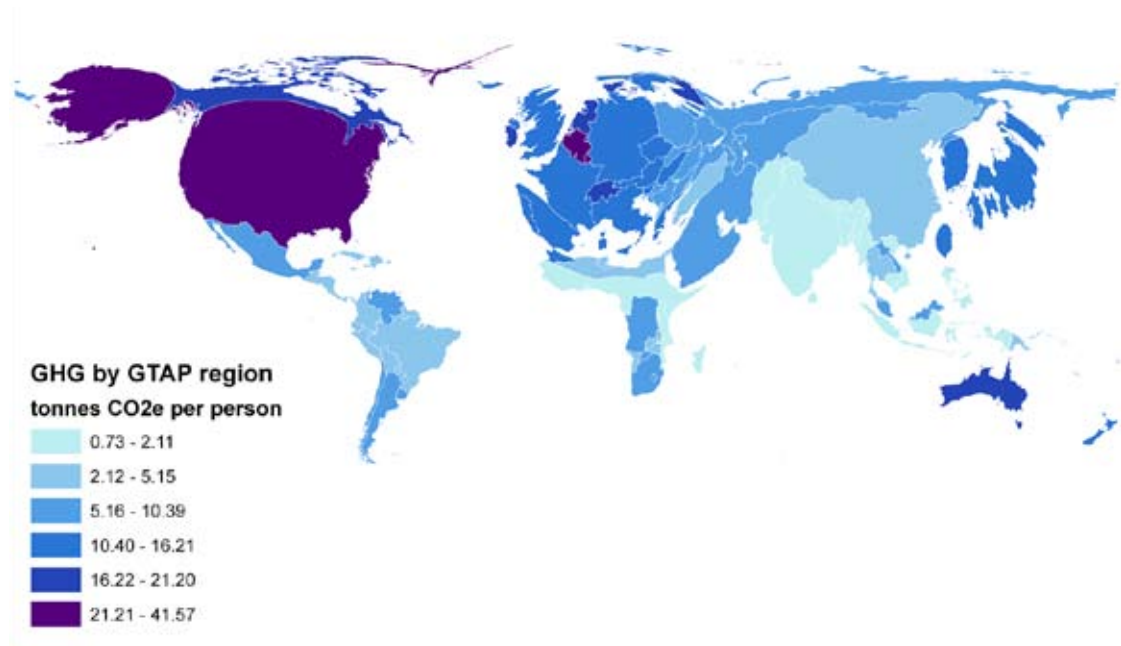 GHG by GTAP region
tonnes CO2e per person
0.73 - 2.11
2.12 - 5.15
5.16 - 10.39
10.40 - 16.21
16.22 - 21.20
21.21 - 41.57